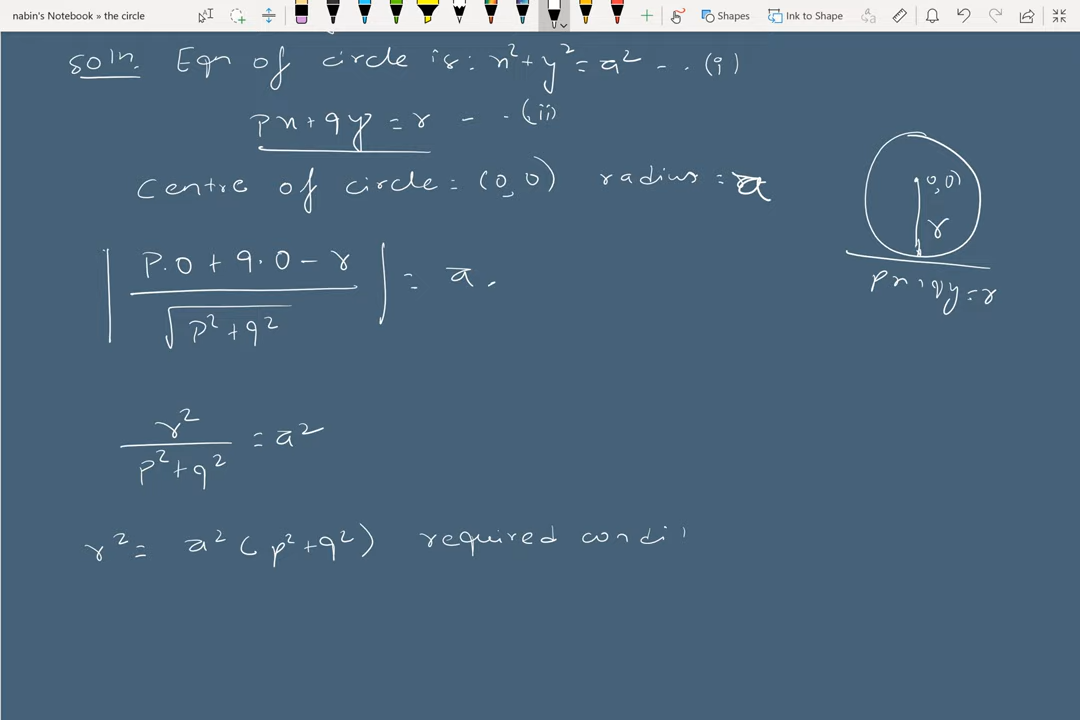 nabin's Notebook » the circle
Shapes
Ink to Shape
soln. Eqn of circle is: x²+y²=a² - . (i)
px+qy=r - . (ii)
Centre of circle = (0,0) radius = a
0,0)
r
px+qy=r
| (p.0+q.0-r) / √(p²+q²) | = a.
r² / (p²+q²) = a²
r² = a² (p²+q²) required condi